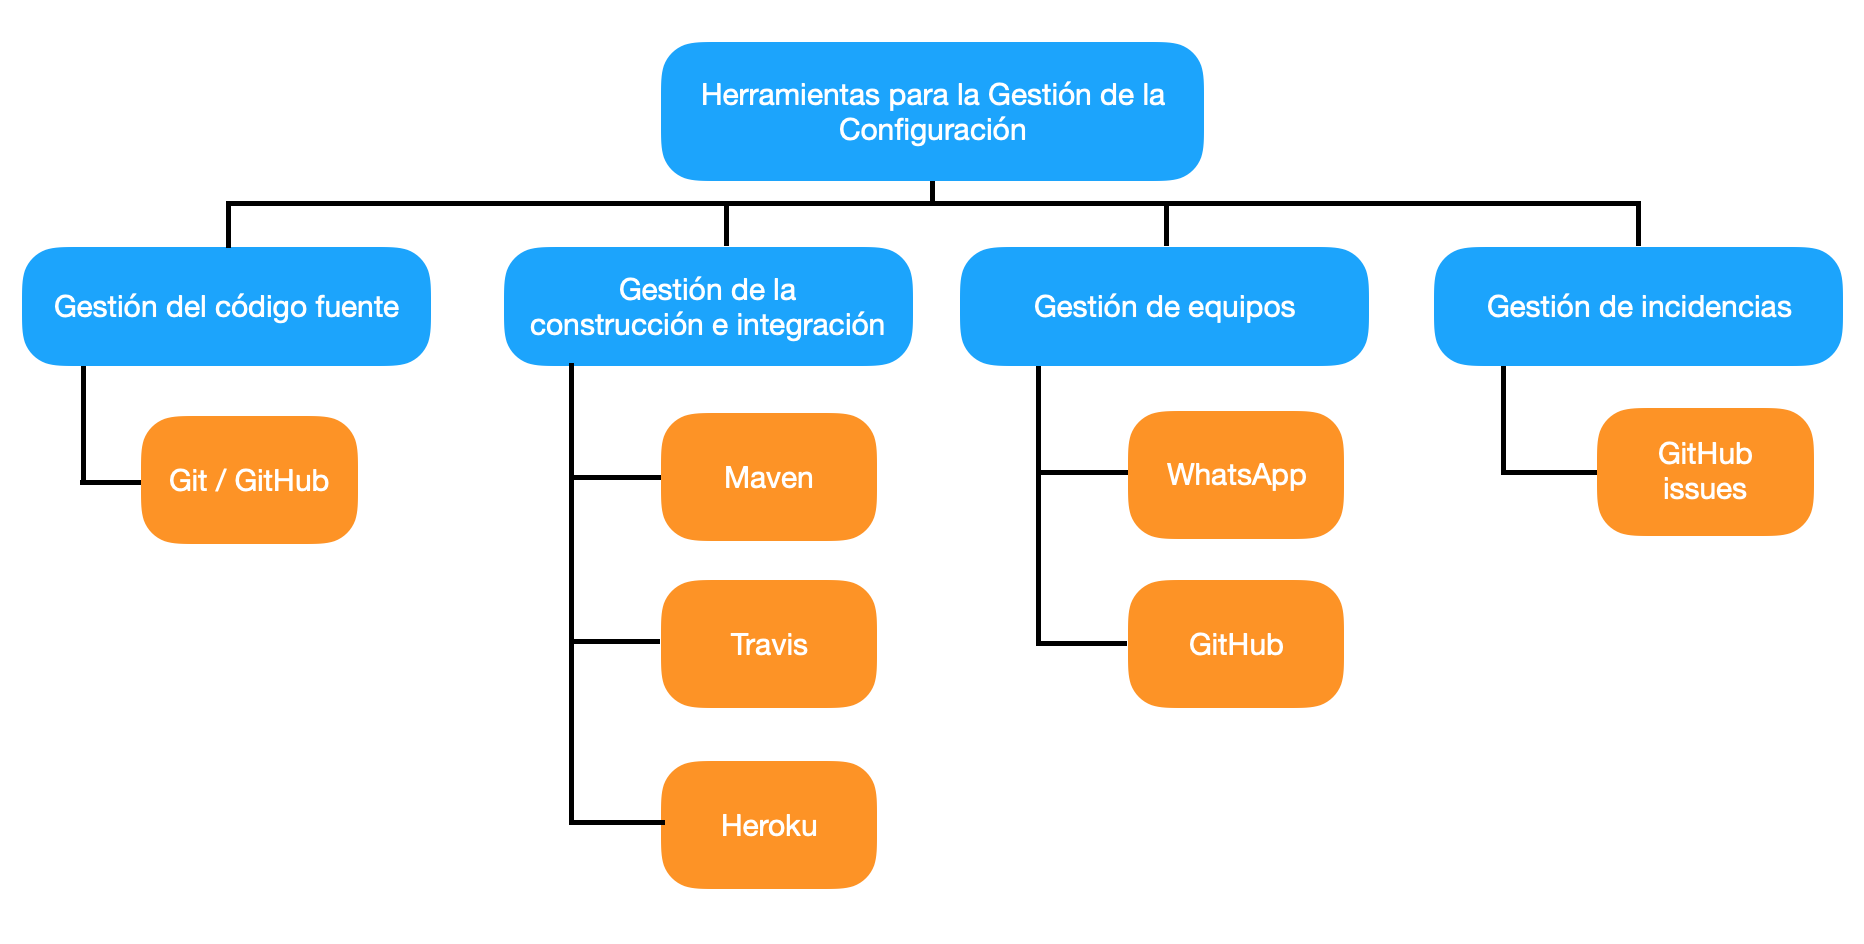 Herramientas para la Gestión de la
Configuración
Gestión del código fuente
Gestión de la
construcción e integración
Gestión de equipos
Gestión de incidencias
Git / GitHub
Maven
WhatsApp
GitHub
issues
Travis
GitHub
Heroku